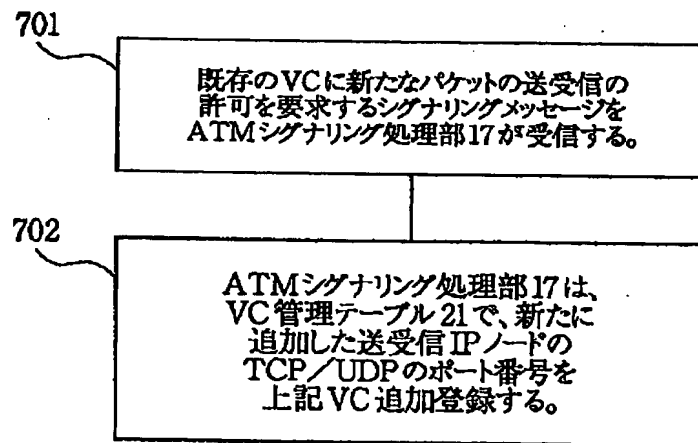 701
既存のVCに新たなパケットの送受信の
許可を要求するシグナリングメッセージを
ATMシグナリング処理部17が受信する。
702
ATMシグナリング処理部17は、
VC管理テーブル21で、新たに
追加した送受信IPノードの
TCP/UDPのポート番号を
上記VC追加登録する。